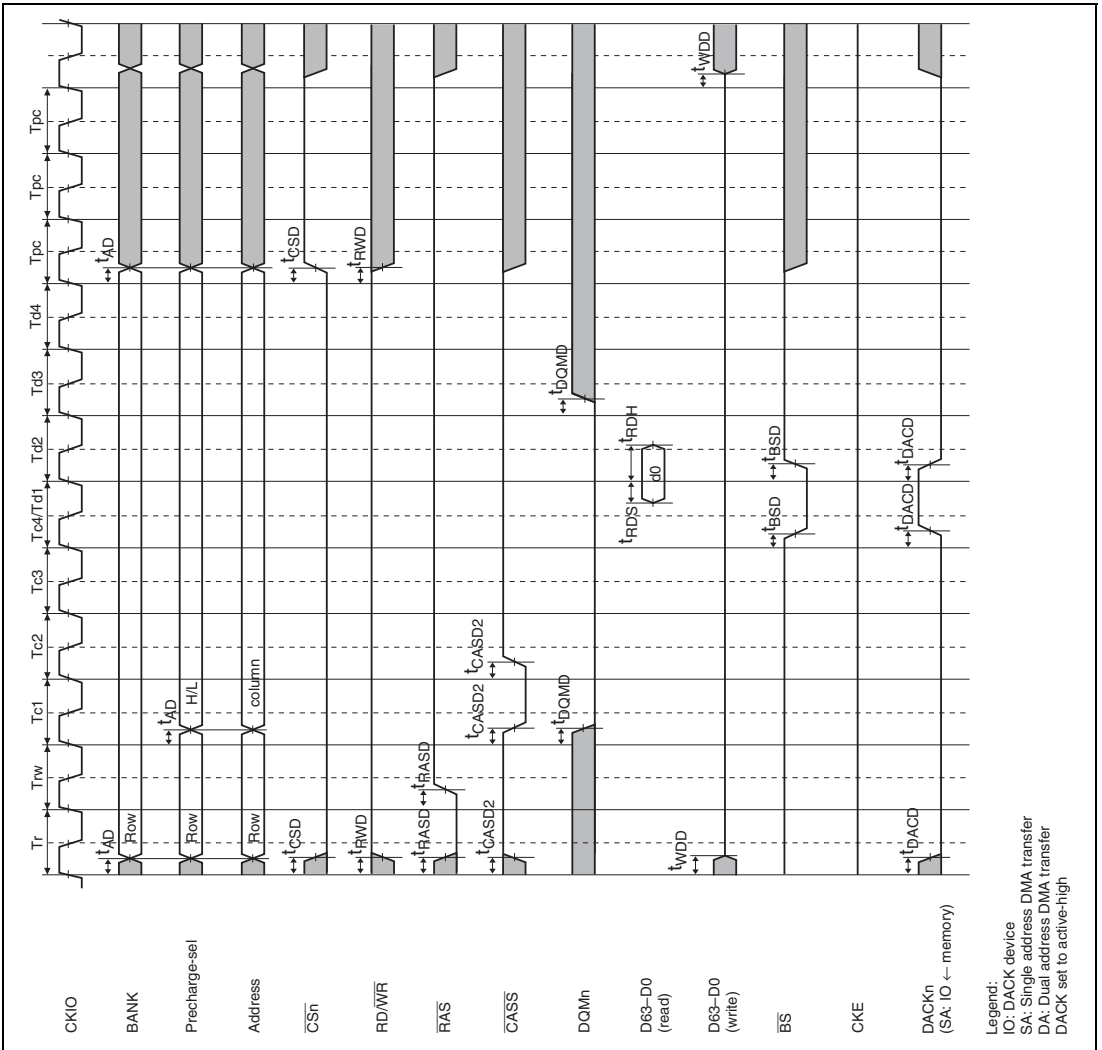 Tr Trw Tc1 Tc2 Tc3 Tc4/Td1 Td2 Td3 Td4 Tpc Tpc Tpc
CKIO
BANK tAD Row tAD
Precharge-sel Row tAD H/L
Address Row column
CSn tCSD tCSD
RD/WR tRWD tRWD
RAS tRASD tRASD
CASS tCASD2 tCASD2 tCASD2
DQMn tDQMD tDQMD
D63–D0
(read) tRDS d0 tRDH
D63–D0
(write) tWDD tWDD
BS tBSD tBSD
CKE
DACKn
(SA: IO ← memory) tDACD tDACD tDACD
Legend:
IO: DACK device
SA: Single address DMA transfer
DA: Dual address DMA transfer
DACK set to active-high